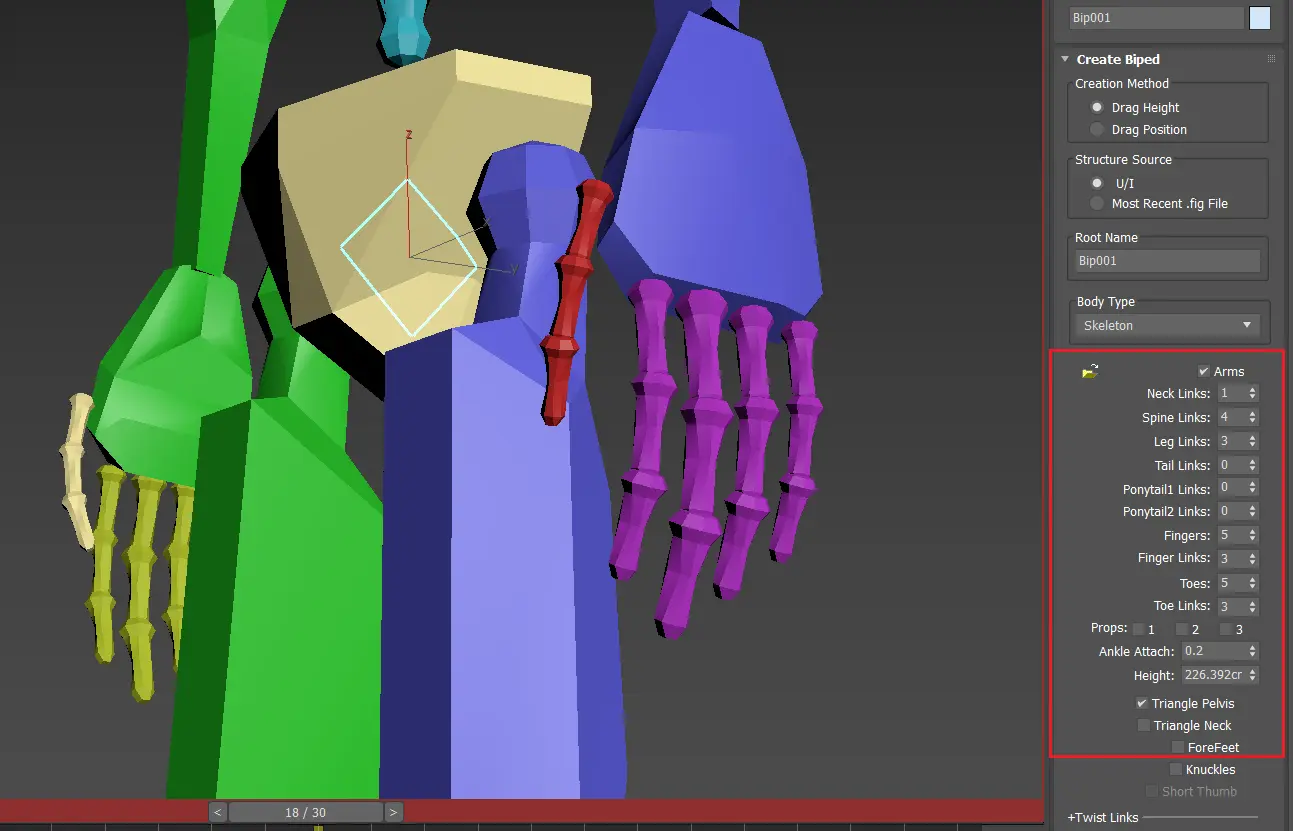 Bip001
Create Biped
Creation Method
Drag Height
Drag Position
Structure Source
U/I
Most Recent .fig File
Root Name
Bip001
Body Type
Skeleton
Arms
Neck Links: 1
Spine Links: 4
Leg Links: 3
Tail Links: 0
Ponytail1 Links: 0
Ponytail2 Links: 0
Fingers: 5
Finger Links: 3
Toes: 5
Toe Links: 3
Props: 1 2 3
Ankle Attach: 0.2
Height: 226.392cr
Triangle Pelvis
Triangle Neck
ForeFeet
Knuckles
Short Thumb
+Twist Links
z
x
y
< 18 / 30 >